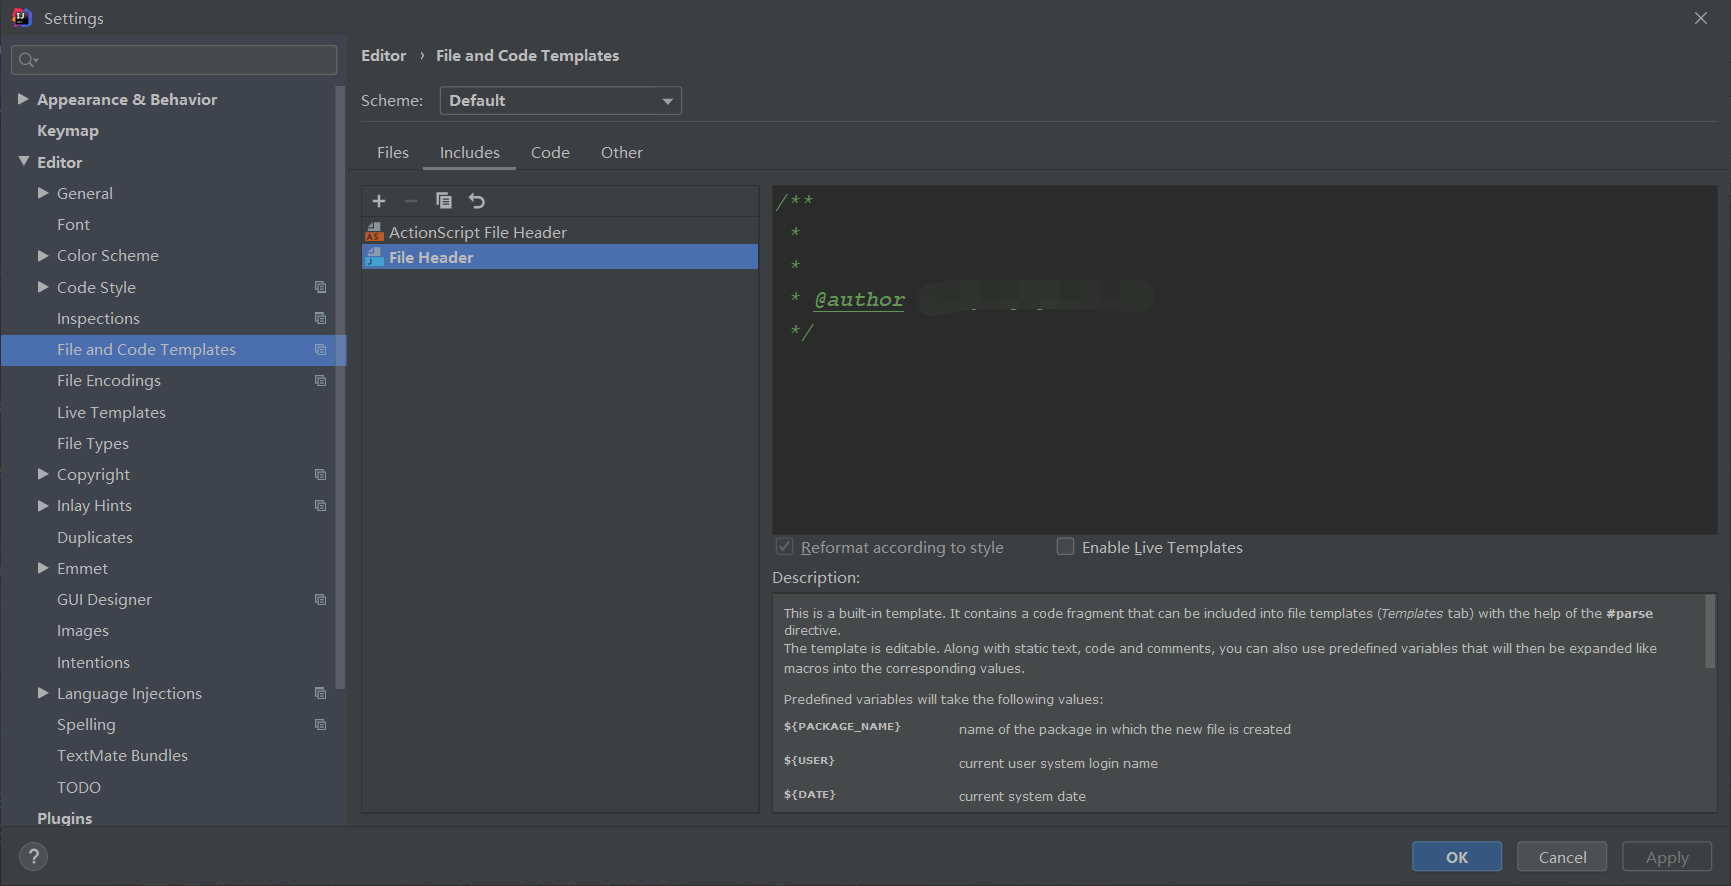 Settings
Appearance & Behavior
Keymap
Editor
General
Font
Color Scheme
Code Style
Inspections
File and Code Templates
File Encodings
Live Templates
File Types
Copyright
Inlay Hints
Duplicates
Emmet
GUI Designer
Images
Intentions
Language Injections
Spelling
TextMate Bundles
TODO
Plugins
Editor › File and Code Templates
Scheme: Default
Files Includes Code Other
ActionScript File Header
File Header
/**
*
*
* @author
*/
Reformat according to style Enable Live Templates
Description:
This is a built-in template. It contains a code fragment that can be included into file templates (Templates tab) with the help of the #parse
directive.
The template is editable. Along with static text, code and comments, you can also use predefined variables that will then be expanded like
macros into the corresponding values.
Predefined variables will take the following values:
${PACKAGE_NAME} name of the package in which the new file is created
${USER} current user system login name
${DATE} current system date
? OK Cancel Apply